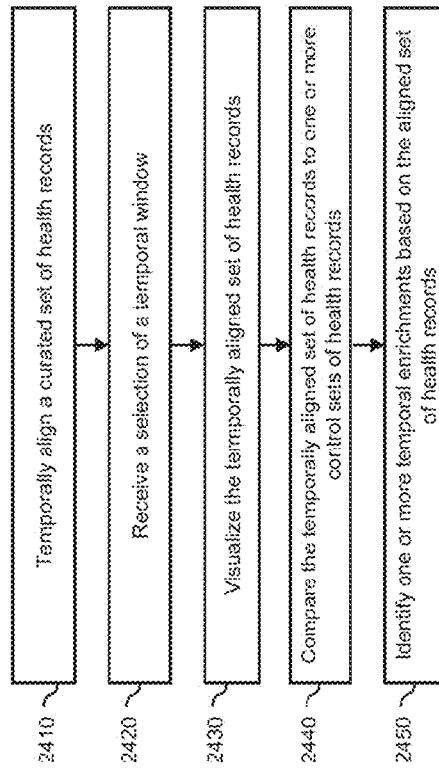 2410
Temporally align a curated set of health records
2420
Receive a selection of a temporal window
2430
Visualize the temporally aligned set of health records
2440
Compare the temporally aligned set of health records to one or more
control sets of health records
2450
Identify one or more temporal enrichments based on the aligned set
of health records